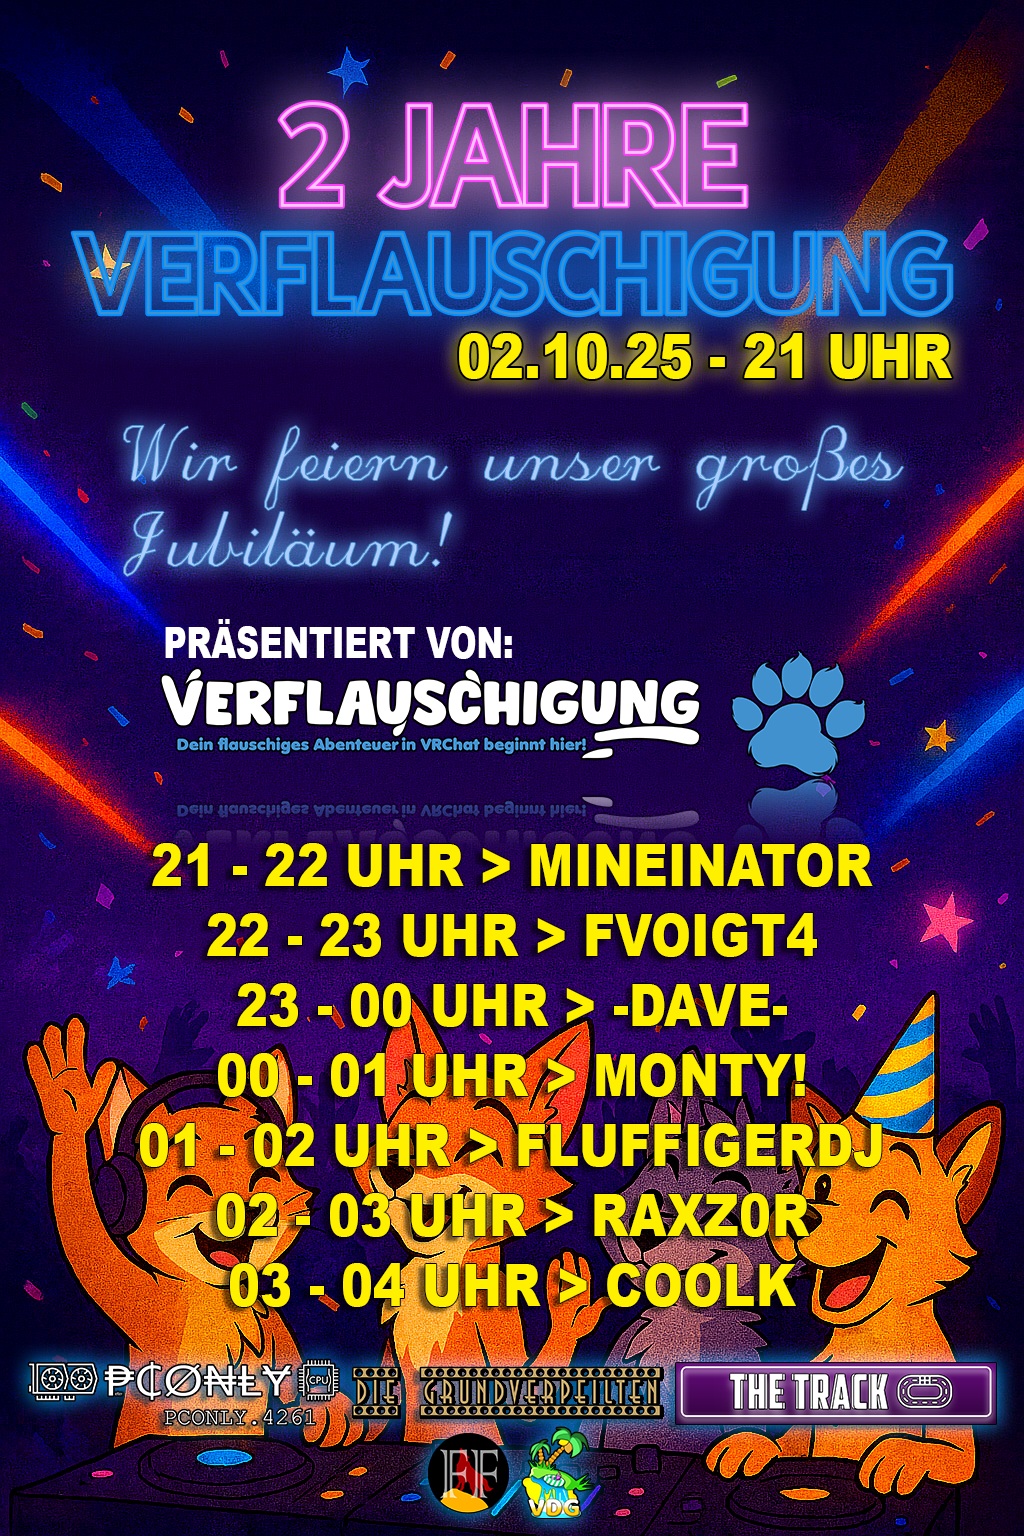 2 JAHRE
VERFLAUSCHIGUNG
02.10.25 - 21 UHR
Wir feiern unser großes
Jubiläum!
PRÄSENTIERT VON:
VERFLAUSCHIGUNG
Dein flauschiges Abenteuer in VRChat beginnt hier!
21 - 22 UHR > MINEINATOR
22 - 23 UHR > FVOIGT4
23 - 00 UHR > -DAVE-
00 - 01 UHR > MONTY!
01 - 02 UHR > FLUFFIGERDJ
02 - 03 UHR > RAXZ0R
03 - 04 UHR > COOLK
₱₵Ø₦Ⱡ¥ CPU
PCONLY.4261
DIE GRUNDVERPEILTEN
THE TRACK
VDG